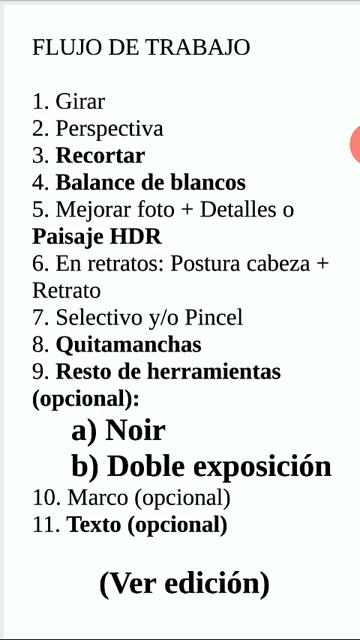 FLUJO DE TRABAJO
1. Girar
2. Perspectiva
3. Recortar
4. Balance de blancos
5. Mejorar foto + Detalles o
Paisaje HDR
6. En retratos: Postura cabeza +
Retrato
7. Selectivo y/o Pincel
8. Quitamanchas
9. Resto de herramientas
(opcional):
a) Noir
b) Doble exposición
10. Marco (opcional)
11. Texto (opcional)
(Ver edición)